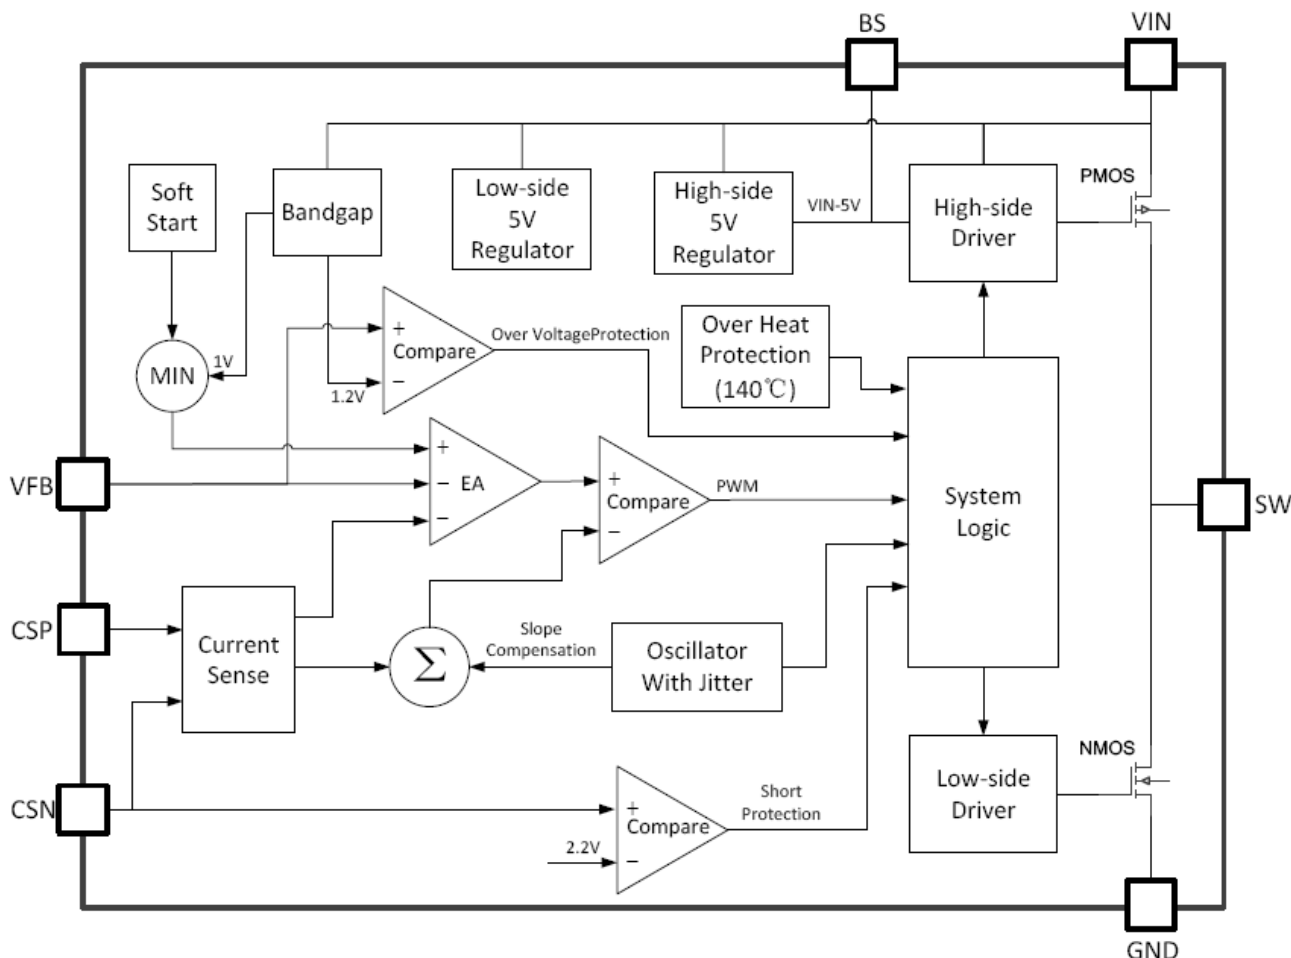 BS
VIN
Soft
Start
Bandgap
Low-side
5V
Regulator
High-side
5V
Regulator
VIN-5V
High-side
Driver
PMOS
MIN
1V
1.2V
+
Compare
−
Over VoltageProtection
Over Heat
Protection
(140℃)
VFB
+
− EA
−
+
Compare
−
PWM
System
Logic
SW
CSP
Current
Sense
Σ
Slope
Compensation
Oscillator
With Jitter
CSN
2.2V
+
Compare
−
Short
Protection
Low-side
Driver
NMOS
GND